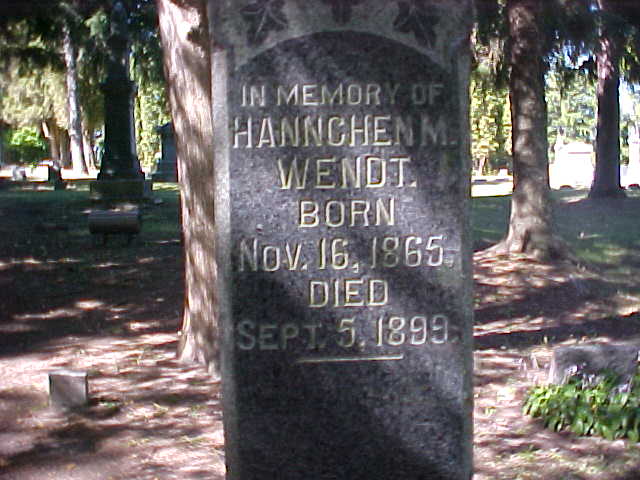 IN MEMORY OF
HANNCHEN M.
WENDT.
BORN
NOV. 16, 1865.
DIED
SEPT. 5, 1899.